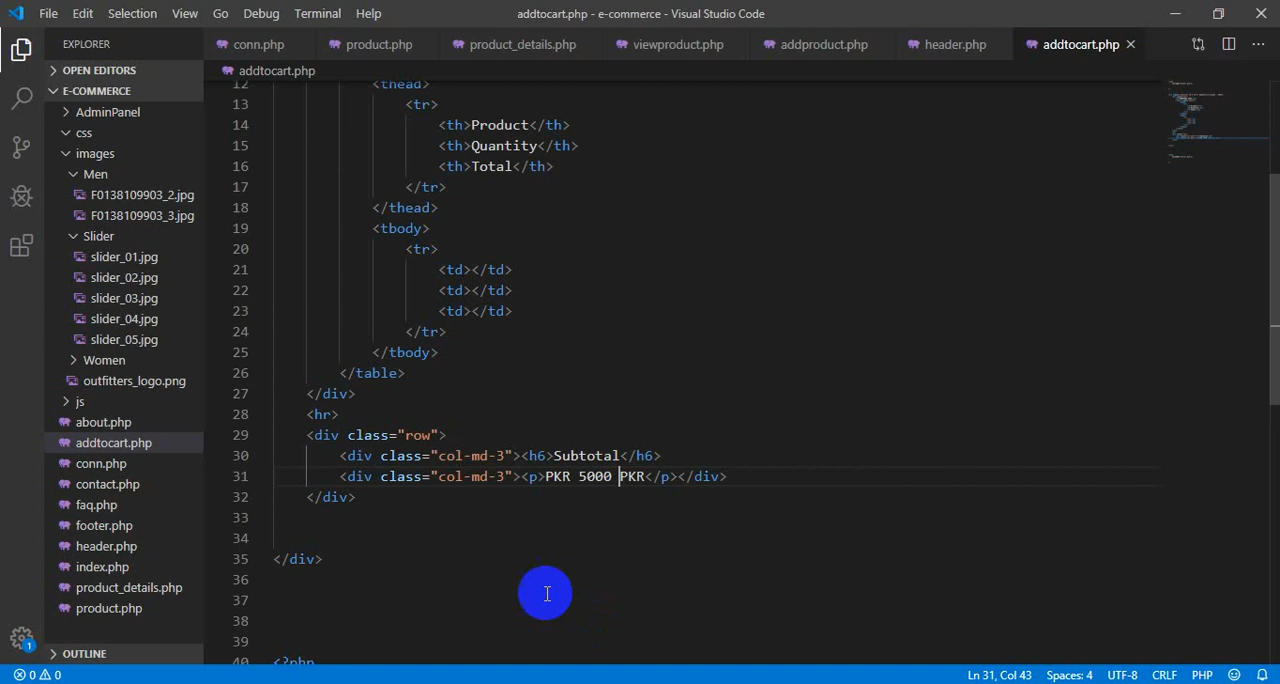 File Edit Selection View Go Debug Terminal Help
addtocart.php - e-commerce - Visual Studio Code
EXPLORER
OPEN EDITORS
E-COMMERCE
AdminPanel
css
images
Men
F0138109903_2.jpg
F0138109903_3.jpg
Slider
slider_01.jpg
slider_02.jpg
slider_03.jpg
slider_04.jpg
slider_05.jpg
Women
outfitters_logo.png
js
about.php
addtocart.php
conn.php
contact.php
faq.php
footer.php
header.php
index.php
product_details.php
product.php
OUTLINE
1
conn.php product.php product_details.php viewproduct.php addproduct.php header.php addtocart.php
addtocart.php
12 <thead>
13 <tr>
14 <th>Product</th>
15 <th>Quantity</th>
16 <th>Total</th>
17 </tr>
18 </thead>
19 <tbody>
20 <tr>
21 <td></td>
22 <td></td>
23 <td></td>
24 </tr>
25 </tbody>
26 </table>
27 </div>
28 <hr>
29 <div class="row">
30 <div class="col-md-3"><h6>Subtotal</h6>
31 <div class="col-md-3"><p>PKR 5000 PKR</p></div>
32 </div>
33
34
35 </div>
36
37
38
39
40 <?php
0 0 Ln 31, Col 43 Spaces: 4 UTF-8 CRLF PHP